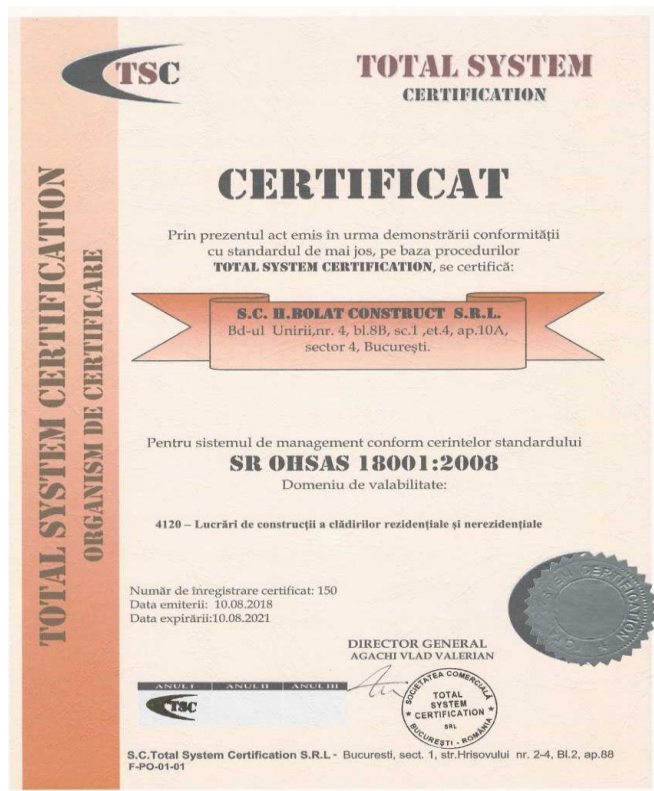 TSC
TOTAL SYSTEM
CERTIFICATION
TOTAL SYSTEM CERTIFICATION
ORGANISM DE CERTIFICARE
CERTIFICAT
Prin prezentul act emis în urma demonstrării conformității
cu standardul de mai jos, pe baza procedurilor
TOTAL SYSTEM CERTIFICATION, se certifică:
S.C. H.BOLAT CONSTRUCT S.R.L.
Bd-ul Unirii,nr. 4, bl.8B, sc.1 ,et.4, ap.10A,
sector 4, București.
Pentru sistemul de management conform cerintelor standardului
SR OHSAS 18001:2008
Domeniu de valabilitate:
4120 – Lucrări de construcții a clădirilor rezidențiale și nerezidențiale
Număr de înregistrare certificat: 150
Data emiterii: 10.08.2018
Data expirării:10.08.2021
DIRECTOR GENERAL
AGACHI VLAD VALERIAN
ANUL I ANUL II ANUL III
TSC
SOCIETATEA COMERCIALĂ
TOTAL
SYSTEM
* CERTIFICATION *
SRL
BUCUREȘTI - ROMÂNIA
SYSTEM CERTIFICATION
S.C.Total System Certification S.R.L - Bucuresti, sect. 1, str.Hrisovului nr. 2-4, Bl.2, ap.88
F-PO-01-01